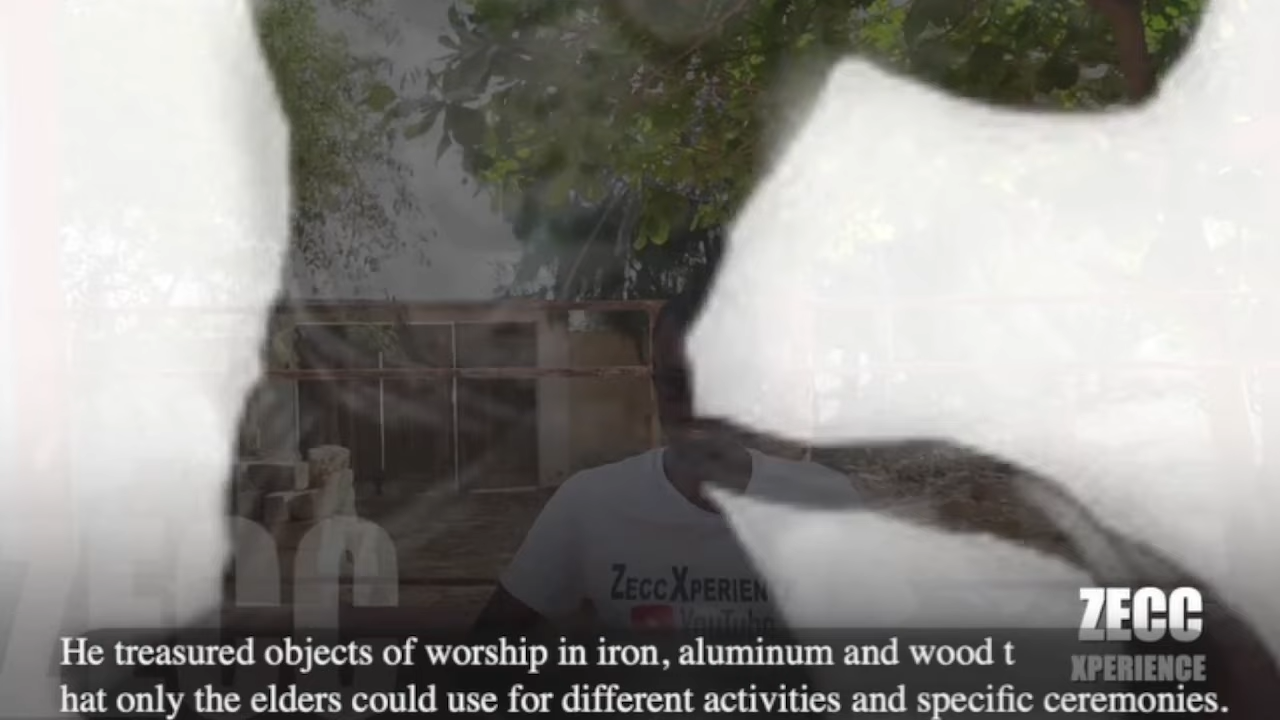 ZECCXPERIEN
YouTube
ZECC
ZECC
XPERIENCE
He treasured objects of worship in iron, aluminum and wood t
hat only the elders could use for different activities and specific ceremonies.